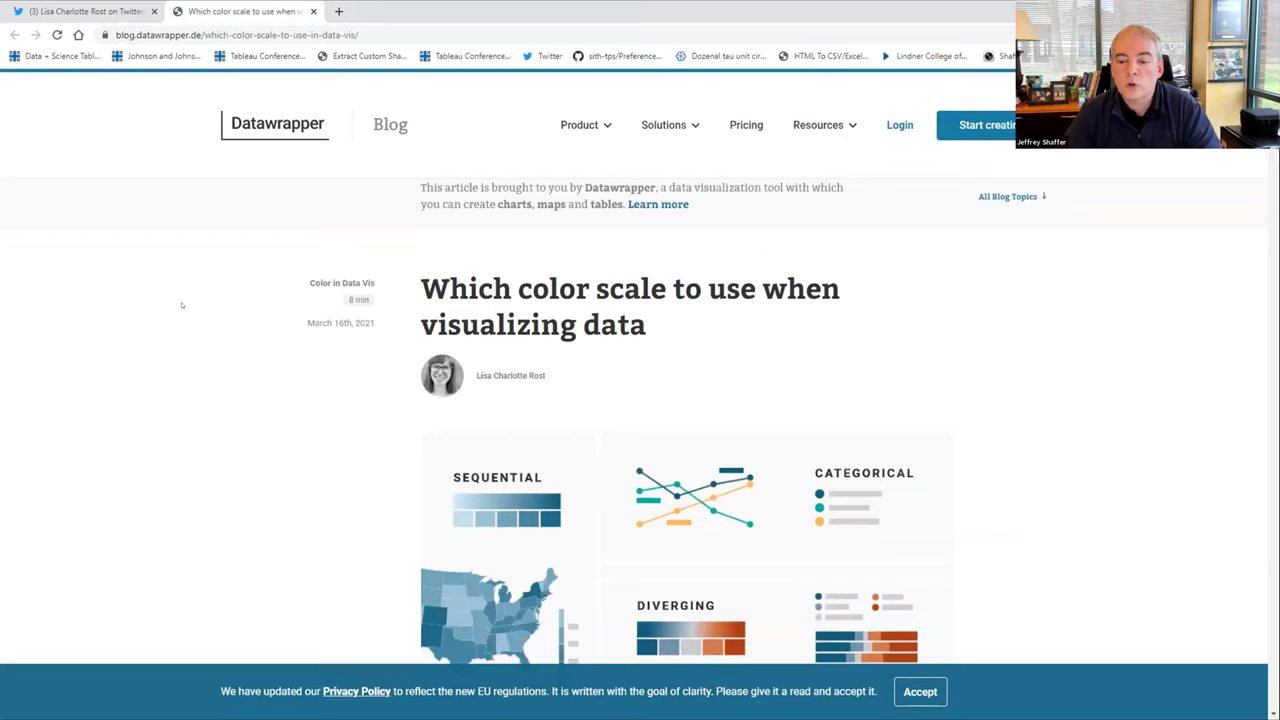 (3) Lisa Charlotte Rost on Twitter
Which color scale to use when v
blog.datawrapper.de/which-color-scale-to-use-in-data-vis/
Data + Science Tabl...
Johnson and Johns...
Tableau Conference...
Extract Custom Sha...
Tableau Conference...
Twitter
sith-tps/Preference...
Dozenal tau unit cir...
HTML To CSV/Excel...
Lindner College of...
Shaf
Jeffrey Shaffer
Datawrapper
Blog
Product
Solutions
Pricing
Resources
Login
Start creatin
This article is brought to you by Datawrapper, a data visualization tool with which
you can create charts, maps and tables. Learn more
All Blog Topics ↓
Color in Data Vis
8 min
March 16th, 2021
Which color scale to use when
visualizing data
Lisa Charlotte Rost
SEQUENTIAL
CATEGORICAL
DIVERGING
We have updated our Privacy Policy to reflect the new EU regulations. It is written with the goal of clarity. Please give it a read and accept it.
Accept